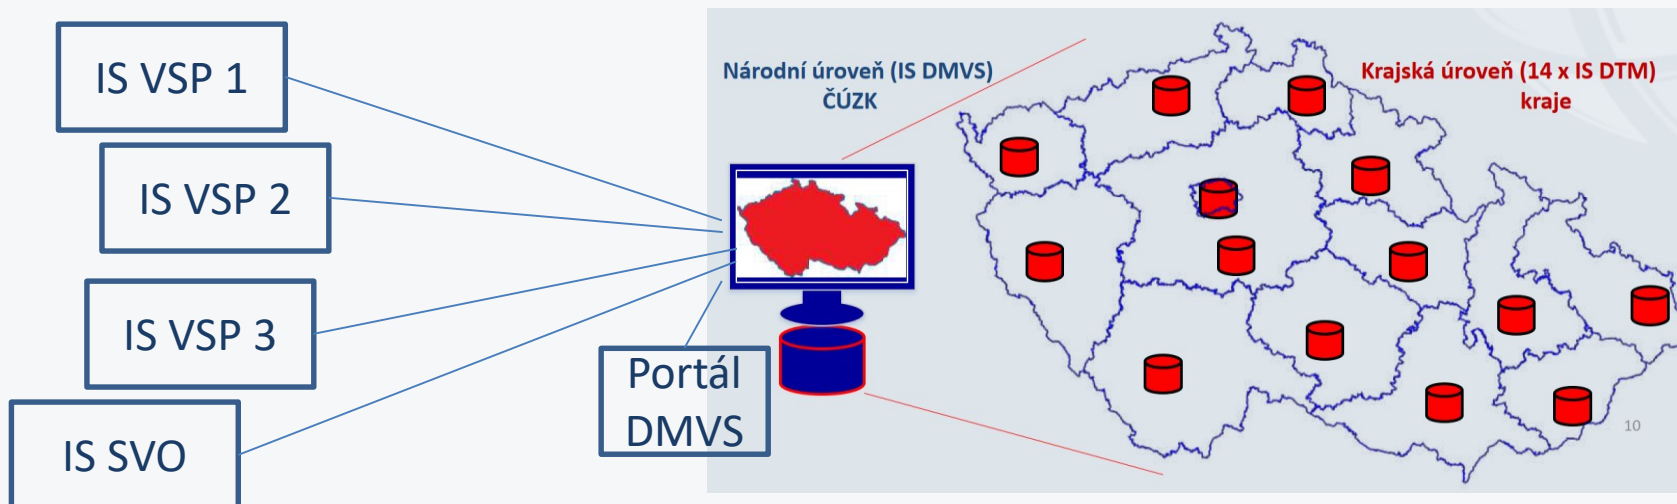 IS VSP 1
IS VSP 2
IS VSP 3
IS SVO
Portál
DMVS
Národní úroveň (IS DMVS)
ČÚZK
Krajská úroveň (14 x IS DTM)
kraje
10